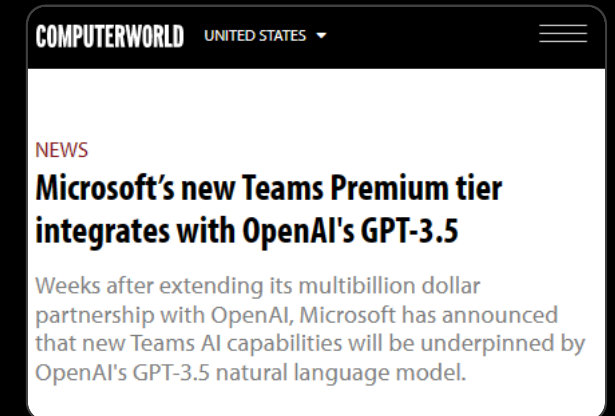 COMPUTERWORLD UNITED STATES
NEWS
Microsoft’s new Teams Premium tier
integrates with OpenAI's GPT-3.5
Weeks after extending its multibillion dollar
partnership with OpenAI, Microsoft has announced
that new Teams AI capabilities will be underpinned by
OpenAI's GPT-3.5 natural language model.